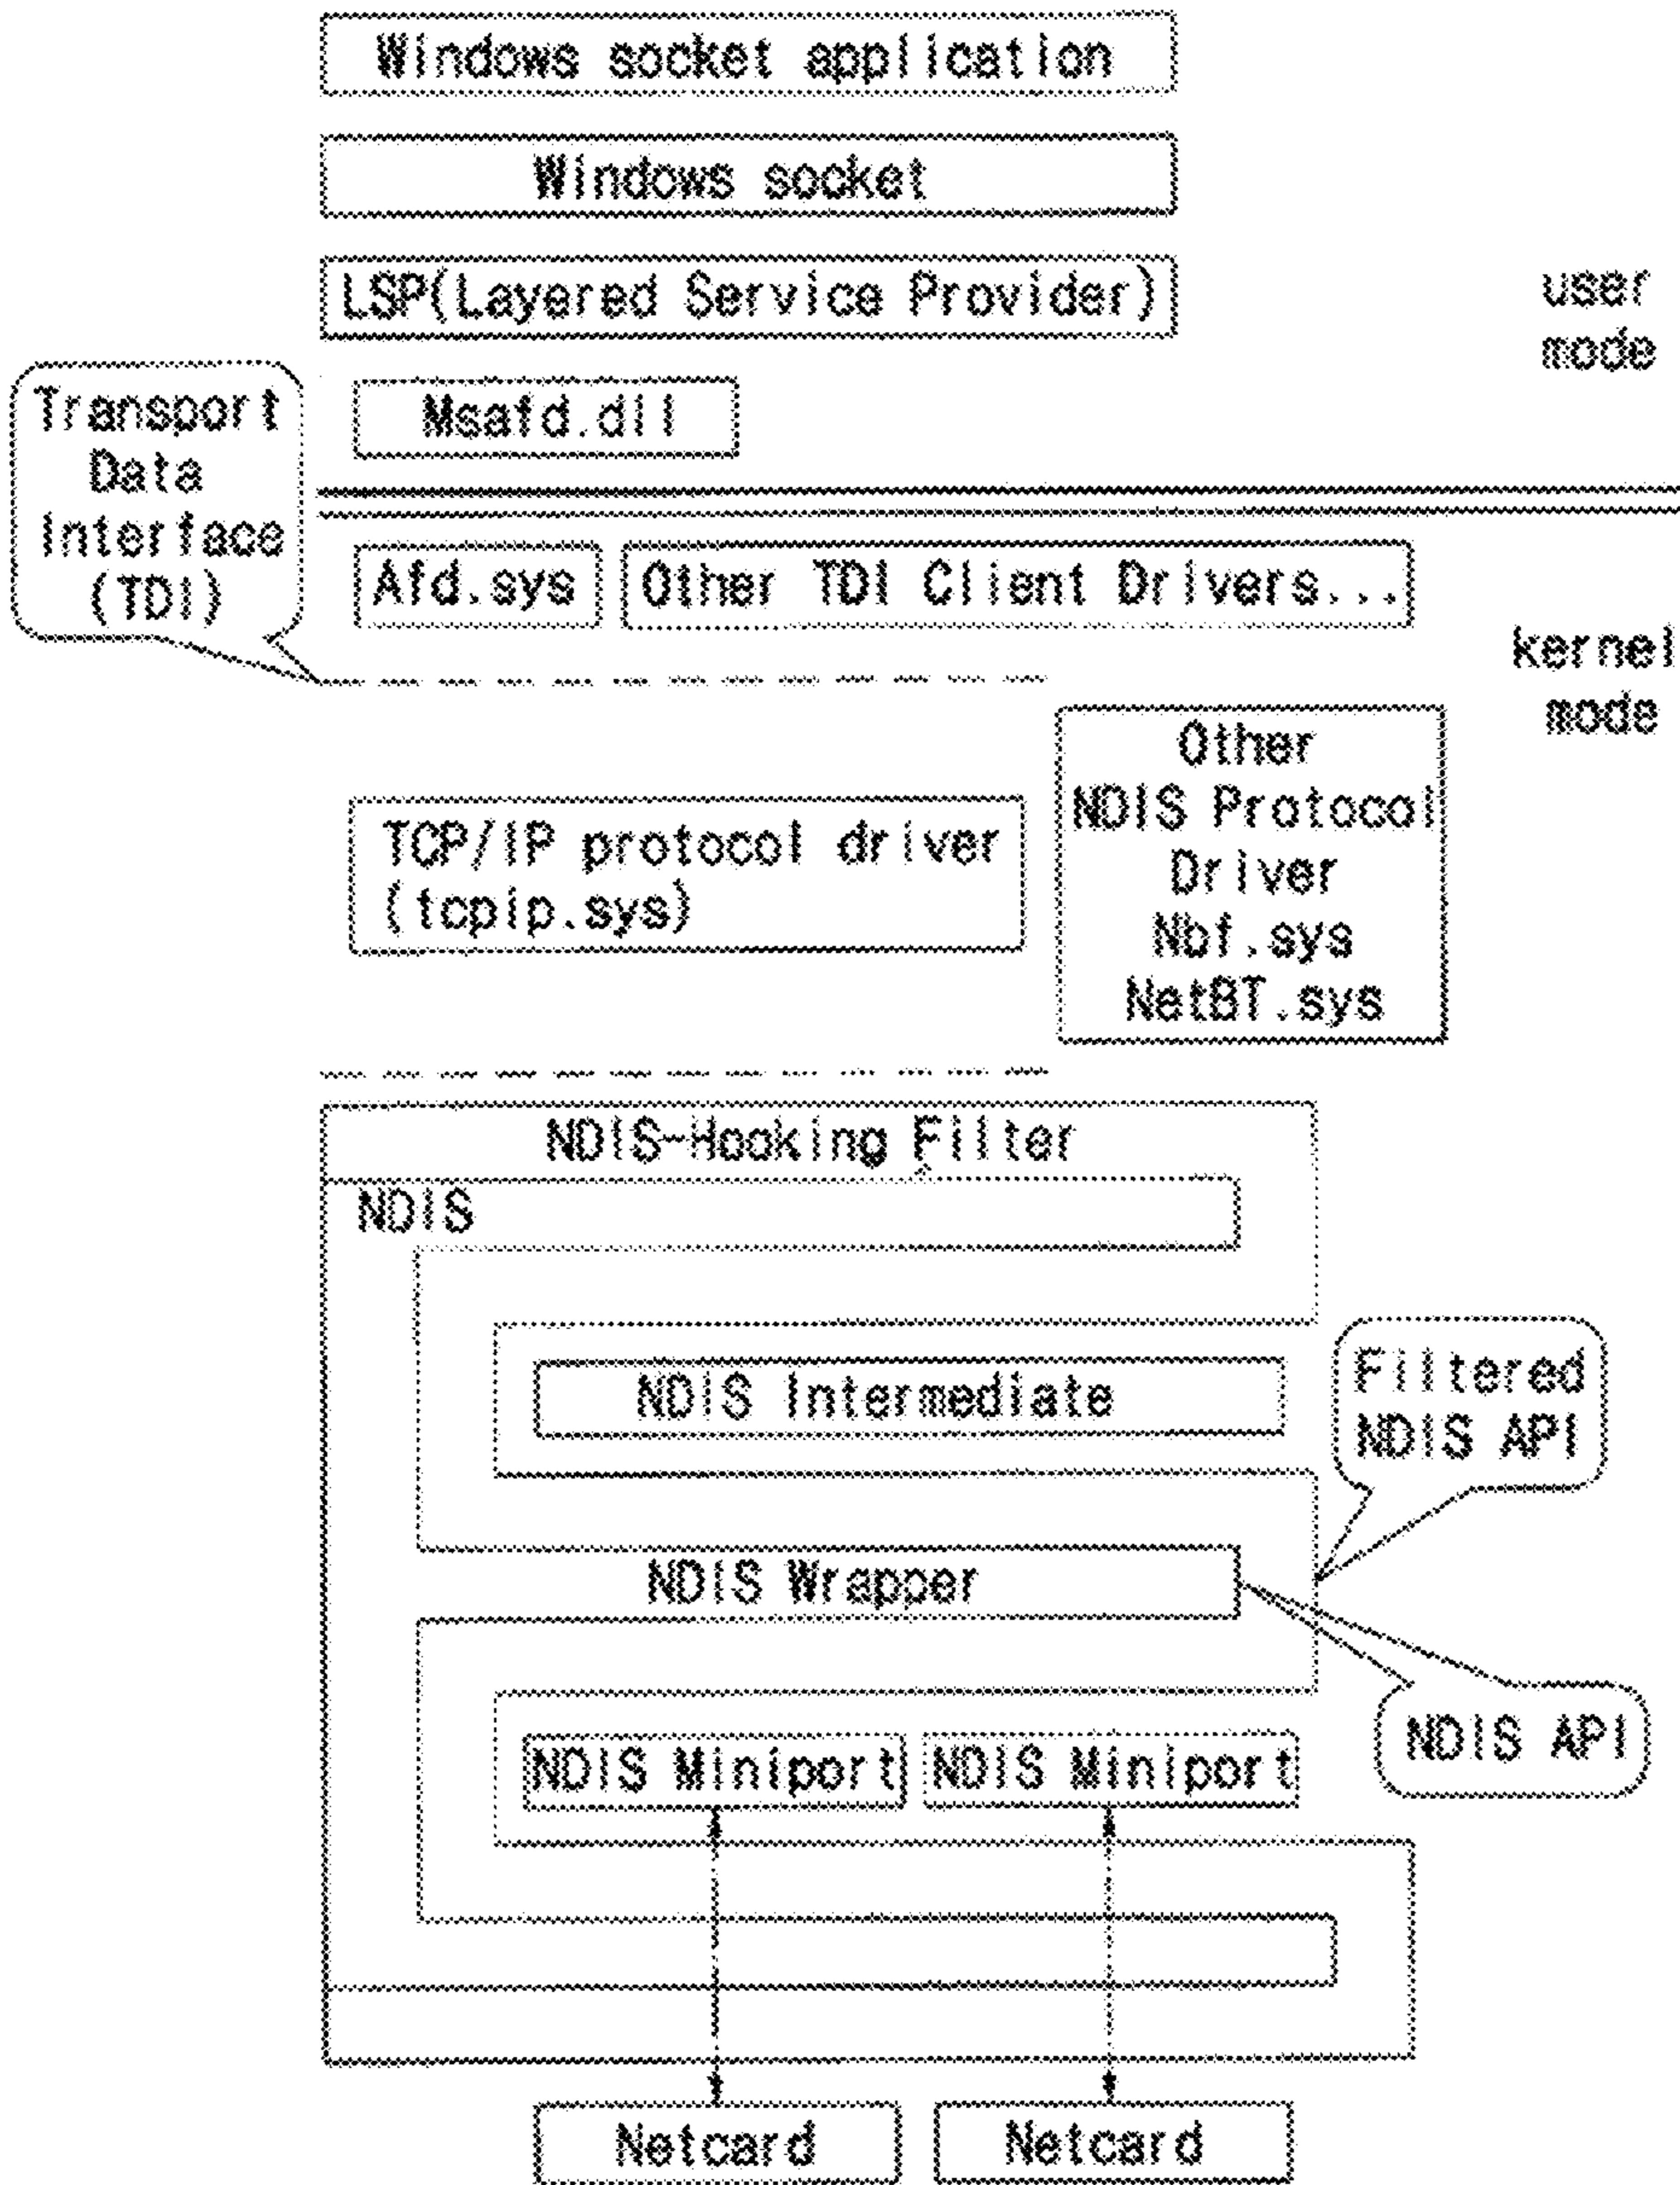 Windows socket application
Windows socket
LSP(Layered Service Provider)
user
mode
Transport
Data
Interface
(TDI)
Msafd.dll
Afd.sys
Other TDI Client Drivers...
kernel
mode
TCP/IP protocol driver
(tcpip.sys)
Other
NDIS Protocol
Driver
Nbf.sys
NetBT.sys
NDIS-Hooking Filter
NDIS
NDIS Intermediate
Filtered
NDIS API
NDIS Wrapper
NDIS API
NDIS Miniport
NDIS Miniport
Netcard
Netcard